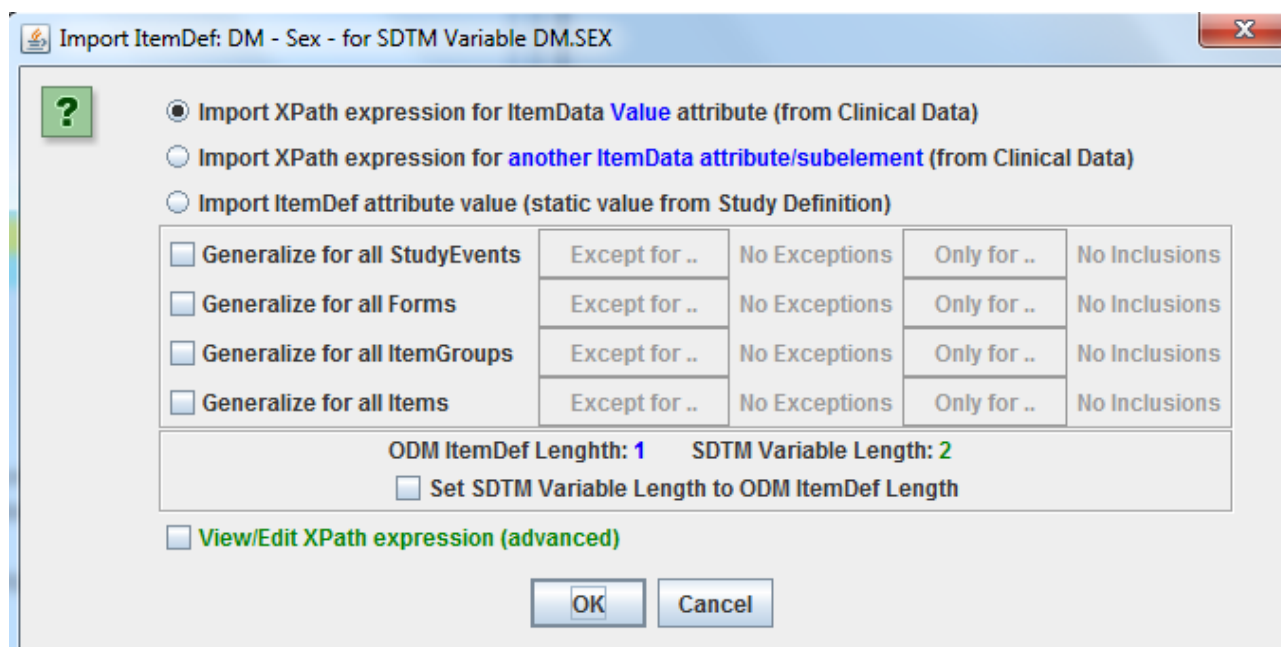 Import ItemDef: DM - Sex - for SDTM Variable DM.SEX
X
?
Import XPath expression for ItemData Value attribute (from Clinical Data)
Import XPath expression for another ItemData attribute/subelement (from Clinical Data)
Import ItemDef attribute value (static value from Study Definition)
Generalize for all StudyEvents Except for .. No Exceptions Only for .. No Inclusions
Generalize for all Forms Except for .. No Exceptions Only for .. No Inclusions
Generalize for all ItemGroups Except for .. No Exceptions Only for .. No Inclusions
Generalize for all Items Except for .. No Exceptions Only for .. No Inclusions
ODM ItemDef Lenghth: 1 SDTM Variable Length: 2
Set SDTM Variable Length to ODM ItemDef Length
View/Edit XPath expression (advanced)
OK Cancel